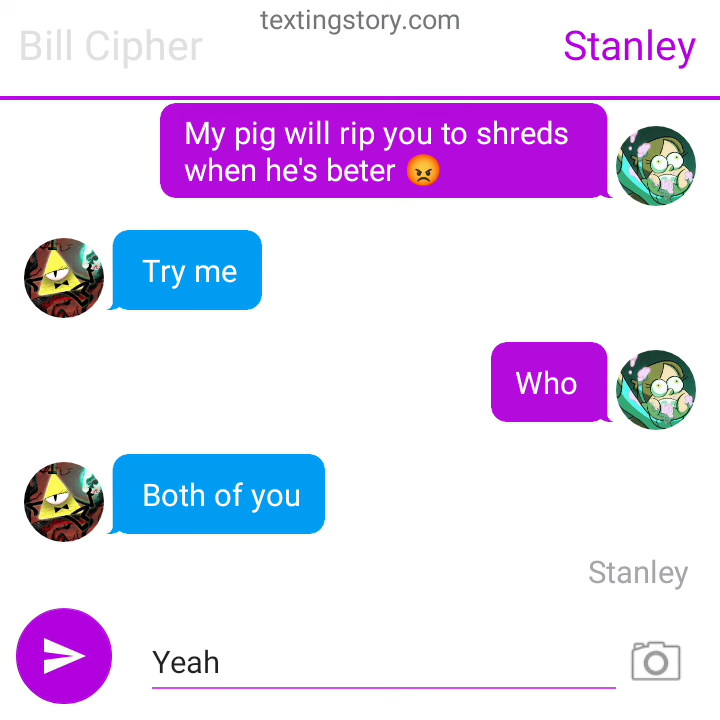 textingstory.com
Bill Cipher
Stanley
My pig will rip you to shreds
when he's beter 😡
Try me
Who
Both of you
Stanley
Yeah